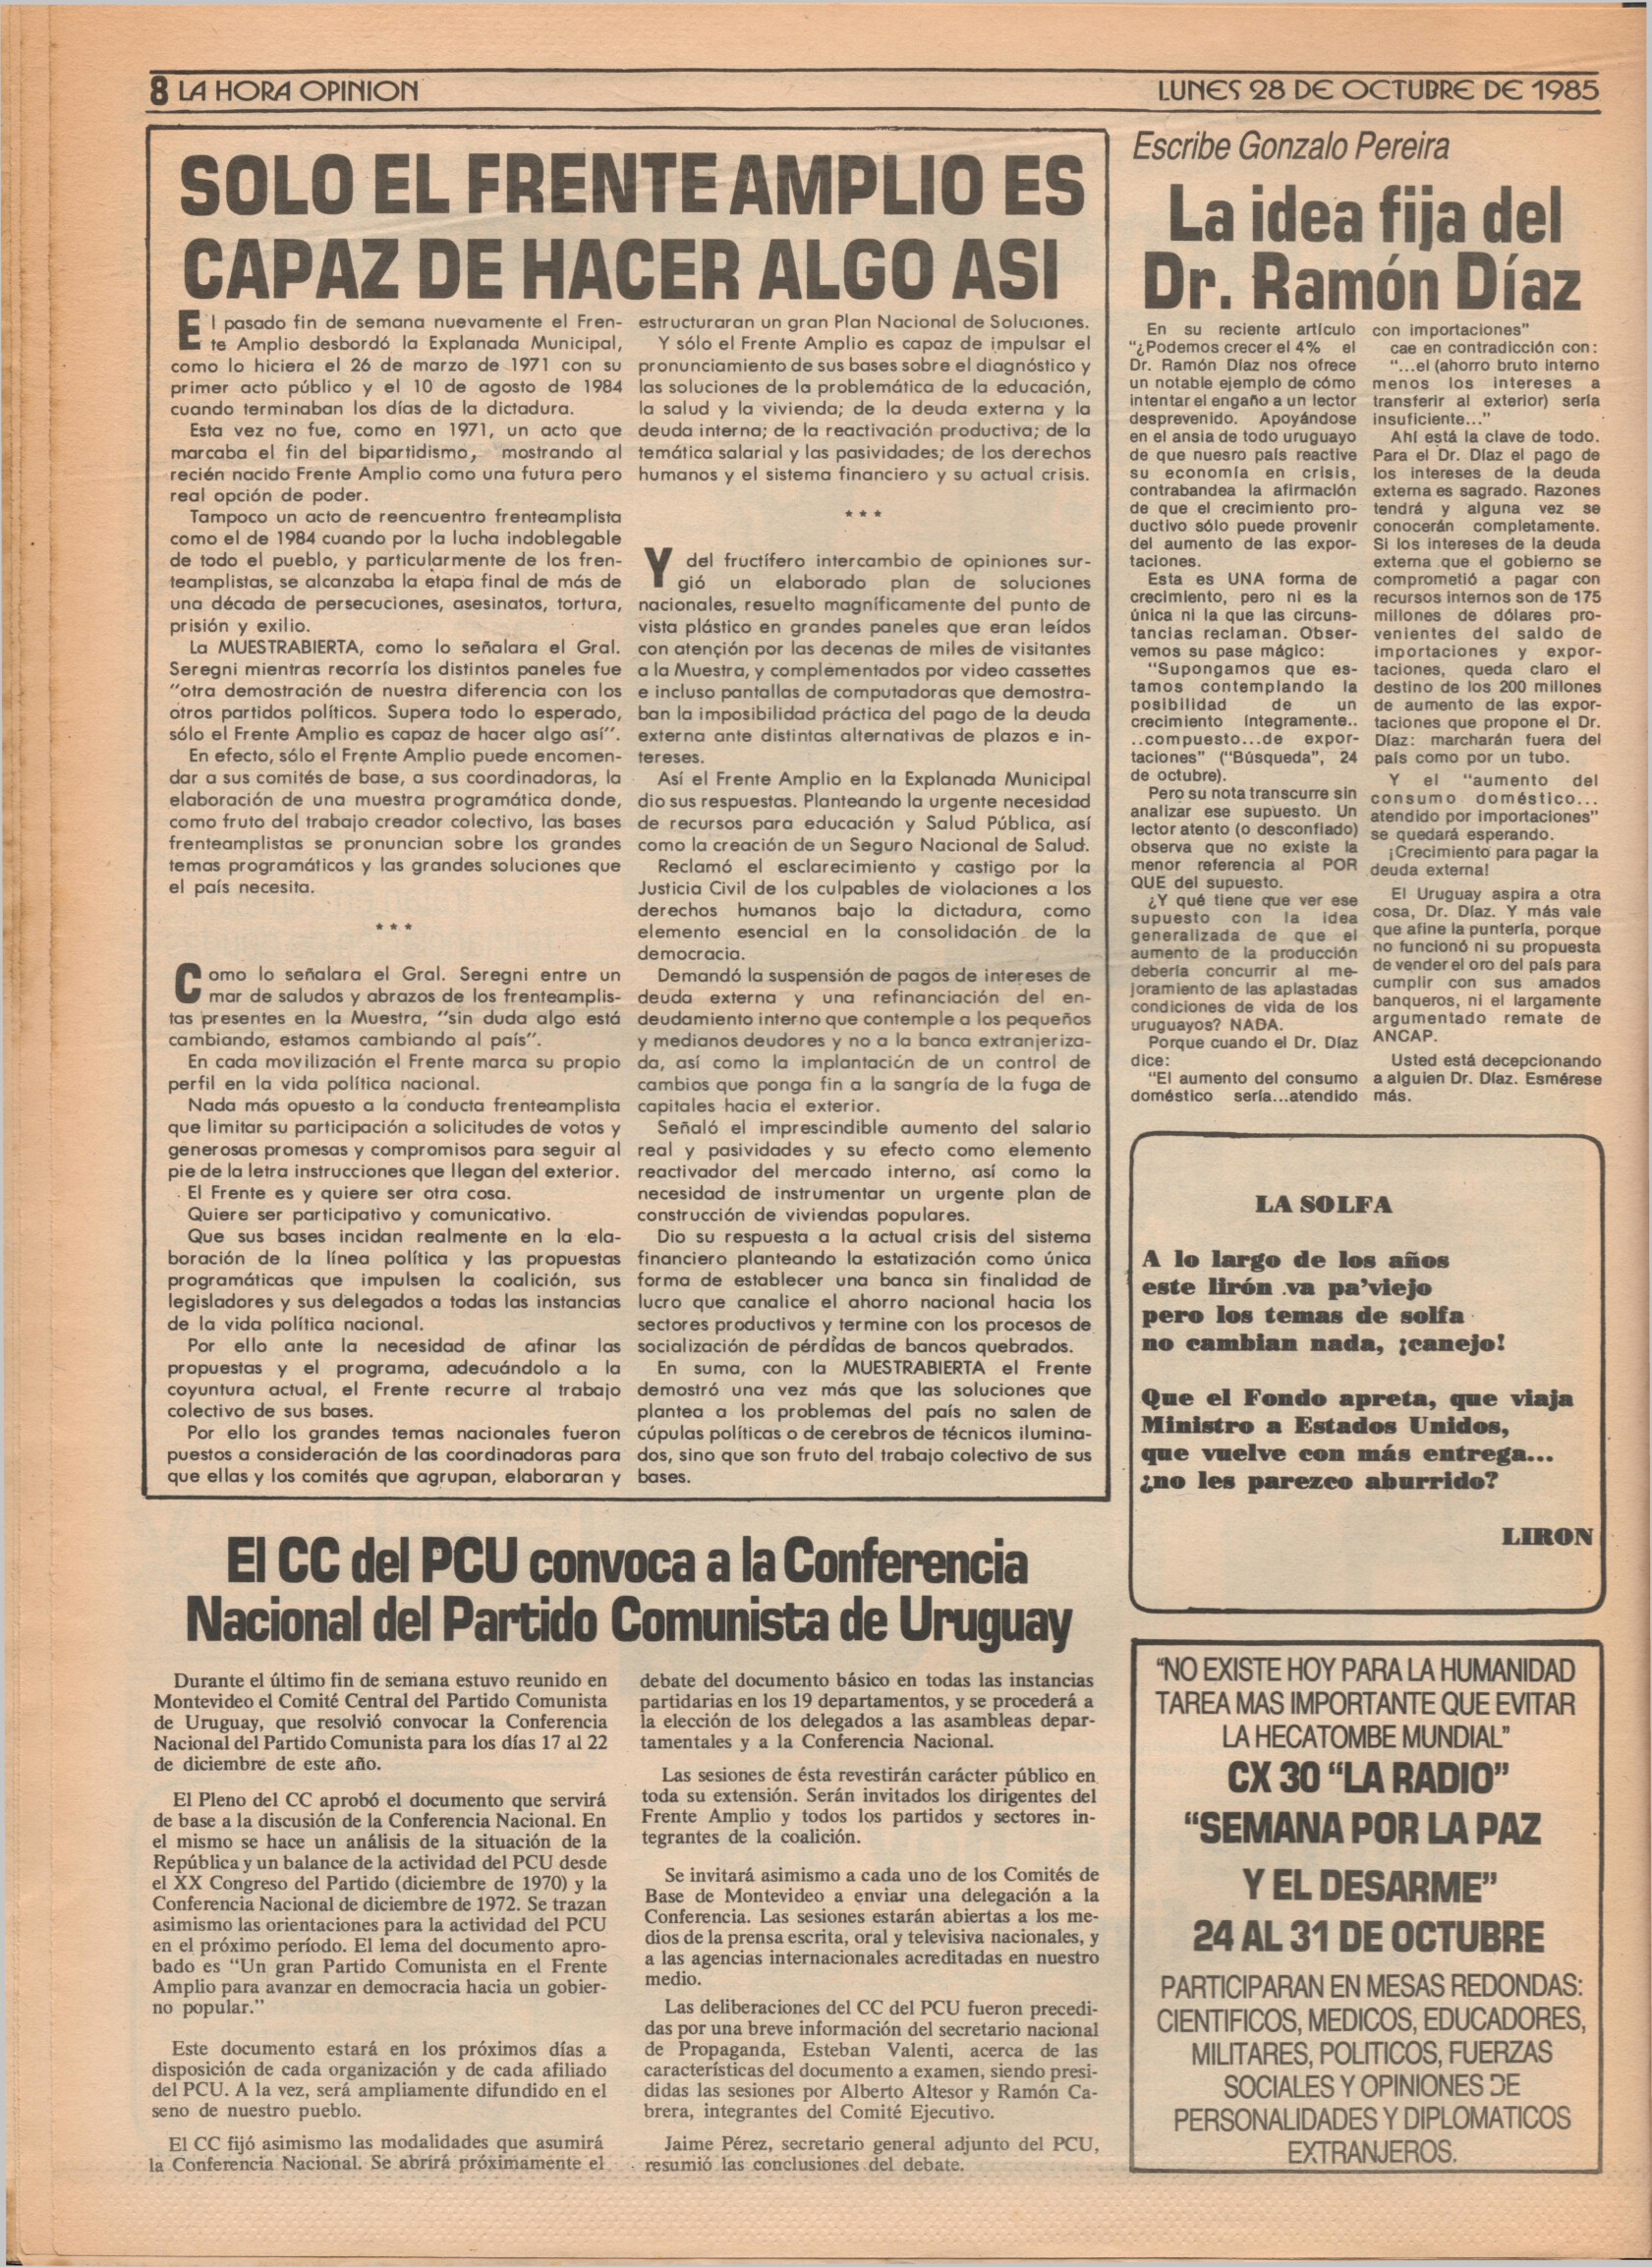 8 LA HORA OPINION
LUNES 28 DE OCTUBRE DE 1985
SOLO EL FRENTE AMPLIO ES
CAPAZ DE HACER ALGO ASI
El pasado fin de semana nuevamente el Fren-
te Amplio desbordó la Explanada Municipal,
como lo hiciera el 26 de marzo de 1971 con su
primer acto público y el 10 de agosto de 1984
cuando terminaban los días de la dictadura.
Esta vez no fue, como en 1971, un acto que
marcaba el fin del bipartidismo, mostrando al
recién nacido Frente Amplio como una futura pero
real opción de poder.
Tampoco un acto de reencuentro frenteamplista
como el de 1984 cuando por la lucha indoblegable
de todo el pueblo, y particularmente de los fren-
teamplistas, se alcanzaba la etapa final de más de
una década de persecuciones, asesinatos, tortura,
prisión y exilio.
La MUESTRABIERTA, como lo señalara el Gral.
Seregni mientras recorría los distintos paneles fue
"otra demostración de nuestra diferencia con los
otros partidos políticos. Supera todo lo esperado,
sólo el Frente Amplio es capaz de hacer algo así".
En efecto, sólo el Frente Amplio puede encomen-
dar a sus comités de base, a sus coordinadoras, la
elaboración de una muestra programática donde,
como fruto del trabajo creador colectivo, las bases
frenteamplistas se pronuncian sobre los grandes
temas programáticos y las grandes soluciones que
el país necesita.
* * *
Como lo señalara el Gral. Seregni entre un
mar de saludos y abrazos de los frenteamplis-
tas presentes en la Muestra, "sin duda algo está
cambiando, estamos cambiando al país".
En cada movilización el Frente marca su propio
perfil en la vida política nacional.
Nada más opuesto a la conducta frenteamplista
que limitar su participación a solicitudes de votos y
generosas promesas y compromisos para seguir al
pie de la letra instrucciones que llegan del exterior.
El Frente es y quiere ser otra cosa.
Quiere ser participativo y comunicativo.
Que sus bases incidan realmente en la ela-
boración de la línea política y las propuestas
programáticas que impulsen la coalición, sus
legisladores y sus delegados a todas las instancias
de la vida política nacional.
Por ello ante la necesidad de afinar las
propuestas y el programa, adecuándolo a la
coyuntura actual, el Frente recurre al trabajo
colectivo de sus bases.
Por ello los grandes temas nacionales fueron
puestos a consideración de las coordinadoras para
que ellas y los comités que agrupan, elaboraran y
estructuraran un gran Plan Nacional de Soluciones.
Y sólo el Frente Amplio es capaz de impulsar el
pronunciamiento de sus bases sobre el diagnóstico y
las soluciones de la problemática de la educación,
la salud y la vivienda; de la deuda externa y la
deuda interna; de la reactivación productiva; de la
temática salarial y las pasividades; de los derechos
humanos y el sistema financiero y su actual crisis.
* * *
Y del fructífero intercambio de opiniones sur-
gió un elaborado plan de soluciones
nacionales, resuelto magníficamente del punto de
vista plástico en grandes paneles que eran leídos
con atención por las decenas de miles de visitantes
a la Muestra, y complementados por video cassettes
e incluso pantallas de computadoras que demostra-
ban la imposibilidad práctica del pago de la deuda
externa ante distintas alternativas de plazos e in-
tereses.
Así el Frente Amplio en la Explanada Municipal
dio sus respuestas. Planteando la urgente necesidad
de recursos para educación y Salud Pública, así
como la creación de un Seguro Nacional de Salud.
Reclamó el esclarecimiento y castigo por la
Justicia Civil de los culpables de violaciones a los
derechos humanos bajo la dictadura, como
elemento esencial en la consolidación de la
democracia.
Demandó la suspensión de pagos de intereses de
deuda externa y una refinanciación del en-
deudamiento interno que contemple a los pequeños
y medianos deudores y no a la banca extranjeriza-
da, así como la implantación de un control de
cambios que ponga fin a la sangría de la fuga de
capitales hacia el exterior.
Señaló el imprescindible aumento del salario
real y pasividades y su efecto como elemento
reactivador del mercado interno, así como la
necesidad de instrumentar un urgente plan de
construcción de viviendas populares.
Dio su respuesta a la actual crisis del sistema
financiero planteando la estatización como única
forma de establecer una banca sin finalidad de
lucro que canalice el ahorro nacional hacia los
sectores productivos y termine con los procesos de
socialización de pérdidas de bancos quebrados.
En suma, con la MUESTRABIERTA el Frente
demostró una vez más que las soluciones que
plantea a los problemas del país no salen de
cúpulas políticas o de cerebros de técnicos ilumina-
dos, sino que son fruto del trabajo colectivo de sus
bases.
Escribe Gonzalo Pereira
La idea fija del
Dr. Ramón Díaz
En su reciente artículo
"¿Podemos crecer el 4% el
Dr. Ramón Díaz nos ofrece
un notable ejemplo de cómo
intentar el engaño a un lector
desprevenido. Apoyándose
en el ansia de todo uruguayo
de que nuesro país reactive
su economía en crisis,
contrabandea la afirmación
de que el crecimiento pro-
ductivo sólo puede provenir
del aumento de las expor-
taciones.
Esta es UNA forma de
crecimiento, pero ni es la
única ni la que las circuns-
tancias reclaman. Obser-
vemos su pase mágico:
"Supongamos que es-
tamos contemplando la
posibilidad de un
crecimiento íntegramente..
..compuesto...de expor-
taciones" ("Búsqueda", 24
de octubre).
Pero su nota transcurre sin
analizar ese supuesto. Un
lector atento (o desconfiado)
observa que no existe la
menor referencia al POR
QUE del supuesto.
¿Y qué tiene que ver ese
supuesto con la idea
generalizada de que el
aumento de la producción
debería concurrir al me-
joramiento de las aplastadas
condiciones de vida de los
uruguayos? NADA.
Porque cuando el Dr. Díaz
dice:
"El aumento del consumo
doméstico sería...atendido
con importaciones"
cae en contradicción con:
"...el (ahorro bruto interno
menos los intereses a
transferir al exterior) sería
insuficiente..."
Ahí está la clave de todo.
Para el Dr. Díaz el pago de
los intereses de la deuda
externa es sagrado. Razones
tendrá y alguna vez se
conocerán completamente.
Si los intereses de la deuda
externa que el gobierno se
comprometió a pagar con
recursos internos son de 175
millones de dólares pro-
venientes del saldo de
importaciones y expor-
taciones, queda claro el
destino de los 200 millones
de aumento de las expor-
taciones que propone el Dr.
Díaz: marcharán fuera del
país como por un tubo.
Y el "aumento del
consumo doméstico...
atendido por importaciones"
se quedará esperando.
¡Crecimiento para pagar la
deuda externa!
El Uruguay aspira a otra
cosa, Dr. Díaz. Y más vale
que afine la puntería, porque
no funcionó ni su propuesta
de vender el oro del país para
cumplir con sus amados
banqueros, ni el largamente
argumentado remate de
ANCAP.
Usted está decepcionando
a alguien Dr. Díaz. Esmérese
más.
LA SOLFA
A lo largo de los años
este lirón va pa'viejo
pero los temas de solfa
no cambian nada, ¡canejo!
Que el Fondo apreta, que viaja
Ministro a Estados Unidos,
que vuelve con más entrega...
¿no les parezco aburrido?
LIRON
El CC del PCU convoca a la Conferencia
Nacional del Partido Comunista de Uruguay
Durante el último fin de semana estuvo reunido en
Montevideo el Comité Central del Partido Comunista
de Uruguay, que resolvió convocar la Conferencia
Nacional del Partido Comunista para los días 17 al 22
de diciembre de este año.
El Pleno del CC aprobó el documento que servirá
de base a la discusión de la Conferencia Nacional. En
el mismo se hace un análisis de la situación de la
República y un balance de la actividad del PCU desde
el XX Congreso del Partido (diciembre de 1970) y la
Conferencia Nacional de diciembre de 1972. Se trazan
asimismo las orientaciones para la actividad del PCU
en el próximo período. El lema del documento apro-
bado es "Un gran Partido Comunista en el Frente
Amplio para avanzar en democracia hacia un gobier-
no popular."
Este documento estará en los próximos días a
disposición de cada organización y de cada afiliado
del PCU. A la vez, será ampliamente difundido en el
seno de nuestro pueblo.
El CC fijó asimismo las modalidades que asumirá
la Conferencia Nacional. Se abrirá próximamente el
debate del documento básico en todas las instancias
partidarias en los 19 departamentos, y se procederá a
la elección de los delegados a las asambleas depar-
tamentales y a la Conferencia Nacional.
Las sesiones de ésta revestirán carácter público en
toda su extensión. Serán invitados los dirigentes del
Frente Amplio y todos los partidos y sectores in-
tegrantes de la coalición.
Se invitará asimismo a cada uno de los Comités de
Base de Montevideo a enviar una delegación a la
Conferencia. Las sesiones estarán abiertas a los me-
dios de la prensa escrita, oral y televisiva nacionales, y
a las agencias internacionales acreditadas en nuestro
medio.
Las deliberaciones del CC del PCU fueron precedi-
das por una breve información del secretario nacional
de Propaganda, Esteban Valenti, acerca de las
características del documento a examen, siendo presi-
didas las sesiones por Alberto Altesor y Ramón Ca-
brera, integrantes del Comité Ejecutivo.
Jaime Pérez, secretario general adjunto del PCU,
resumió las conclusiones del debate.
"NO EXISTE HOY PARA LA HUMANIDAD
TAREA MAS IMPORTANTE QUE EVITAR
LA HECATOMBE MUNDIAL"
CX 30 "LA RADIO"
"SEMANA POR LA PAZ
Y EL DESARME"
24 AL 31 DE OCTUBRE
PARTICIPARAN EN MESAS REDONDAS:
CIENTIFICOS, MEDICOS, EDUCADORES,
MILITARES, POLITICOS, FUERZAS
SOCIALES Y OPINIONES DE
PERSONALIDADES Y DIPLOMATICOS
EXTRANJEROS.